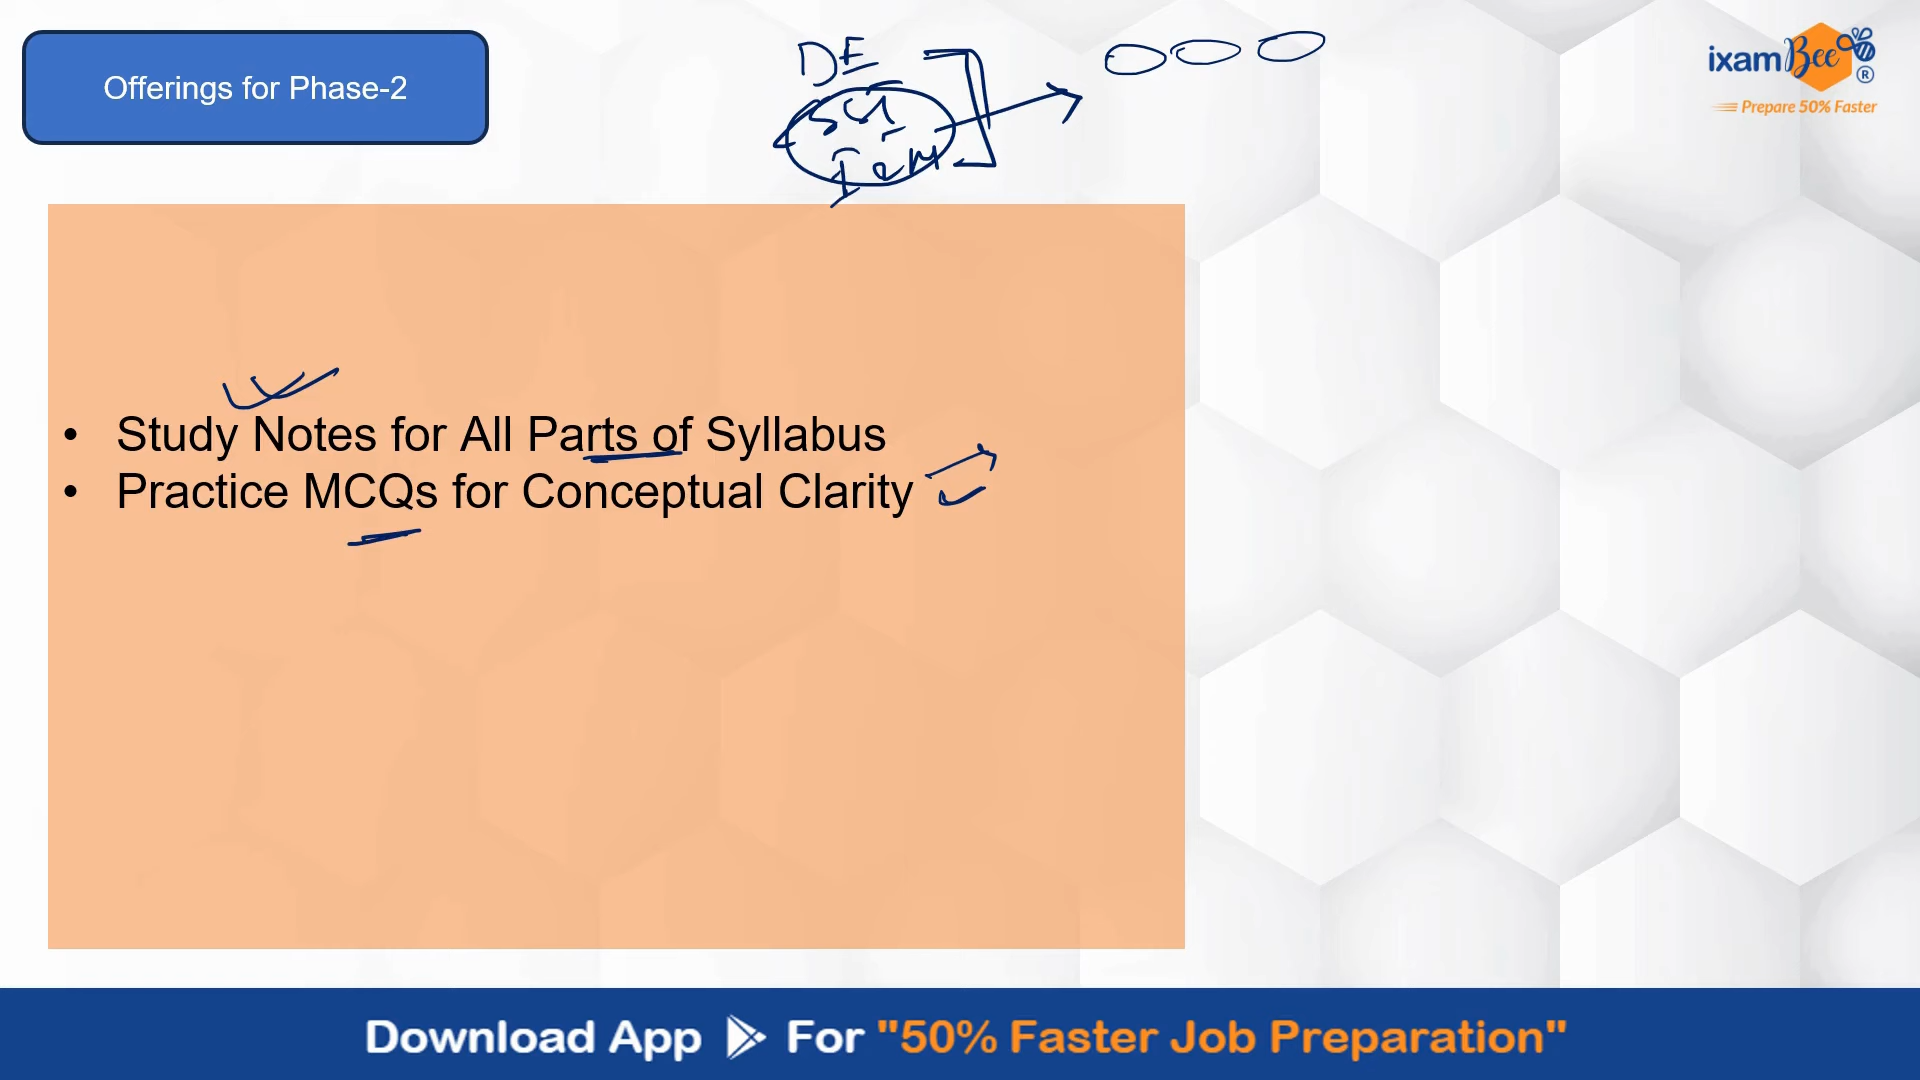 Offerings for Phase-2
DE
ixamBee®
Prepare 50% Faster
• Study Notes for All Parts of Syllabus
• Practice MCQs for Conceptual Clarity
Download App For "50% Faster Job Preparation"